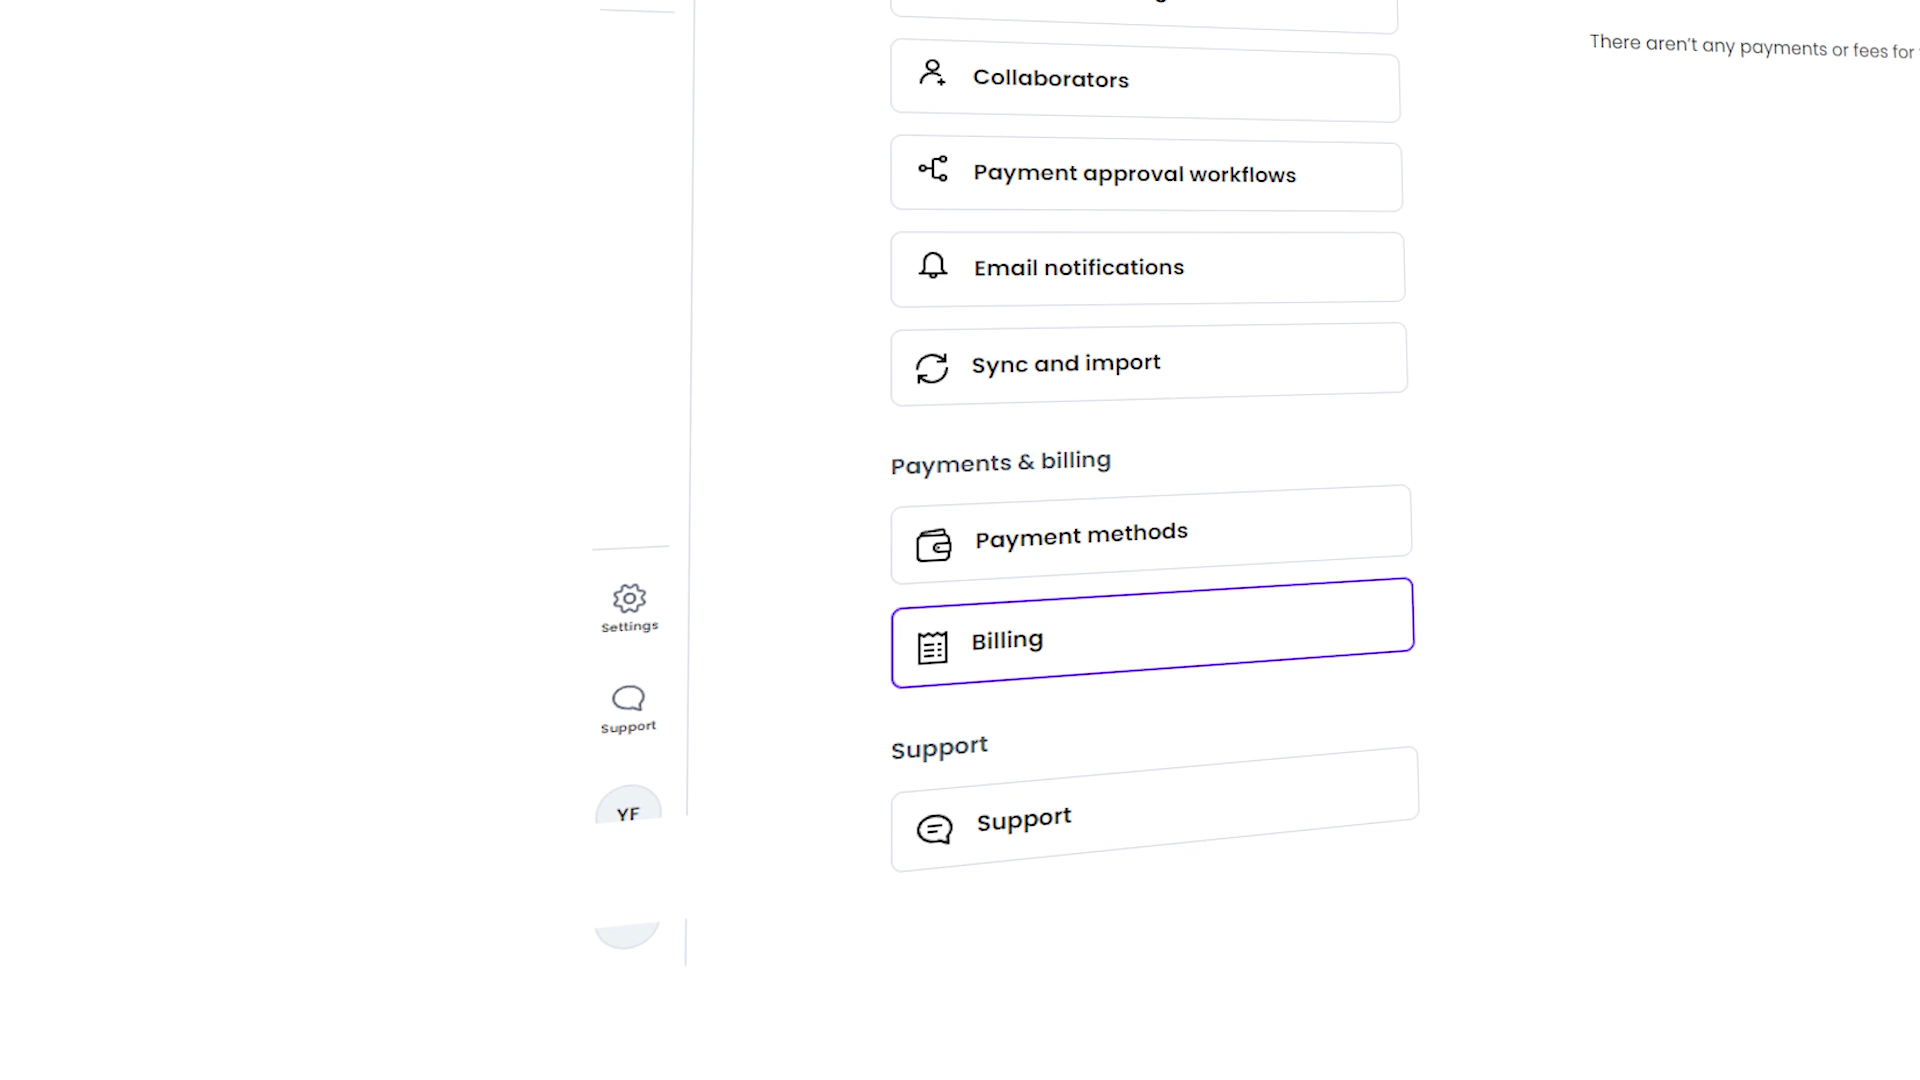 Collaborators
Payment approval workflows
Email notifications
Sync and import
Payments & billing
Payment methods
Billing
Support
Support
Settings
Support
There aren't any payments or fees for